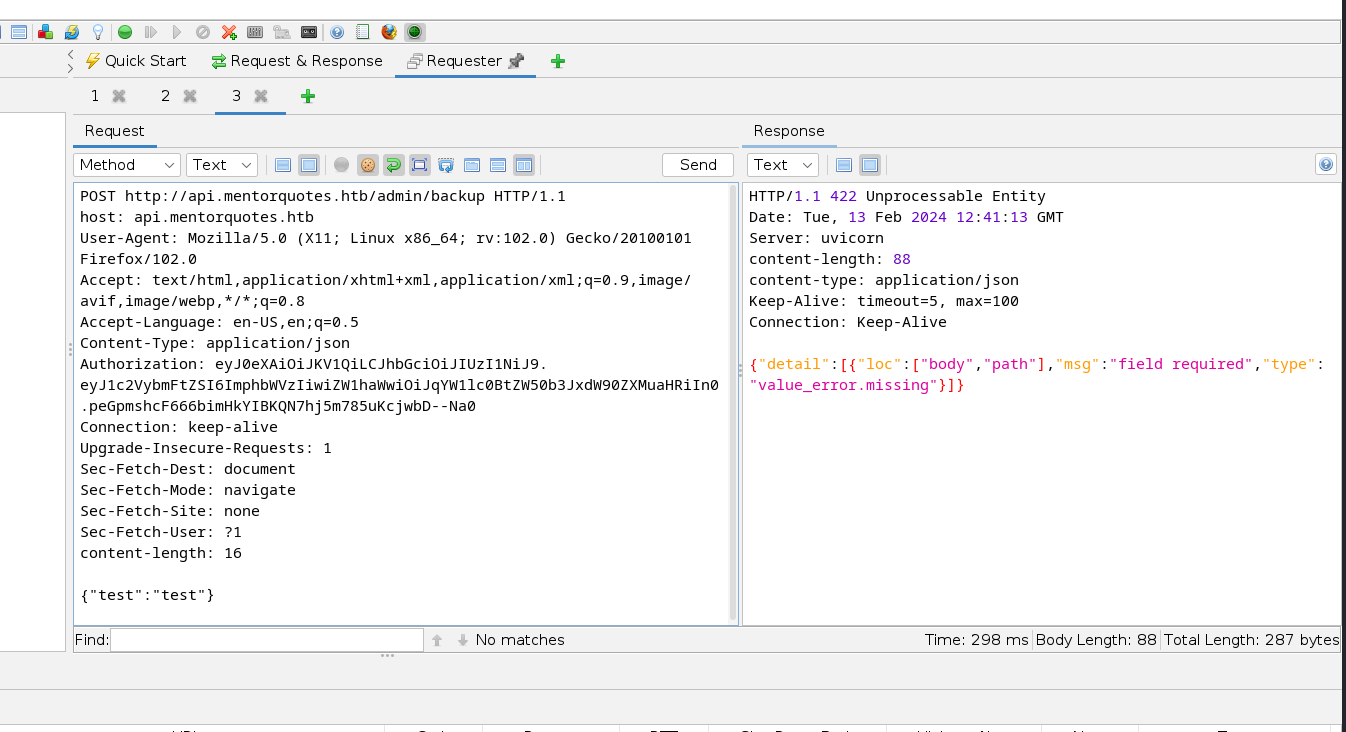 Quick Start
Request & Response
Requester
1
2
3
Request
Response
Method
Text
Send
Text
POST http://api.mentorquotes.htb/admin/backup HTTP/1.1
host: api.mentorquotes.htb
User-Agent: Mozilla/5.0 (X11; Linux x86_64; rv:102.0) Gecko/20100101
Firefox/102.0
Accept: text/html,application/xhtml+xml,application/xml;q=0.9,image/
avif,image/webp,*/*;q=0.8
Accept-Language: en-US,en;q=0.5
Content-Type: application/json
Authorization: eyJ0eXAiOiJKV1QiLCJhbGciOiJIUzI1NiJ9.
eyJ1c2VybmFtZSI6ImphbWVzIiwiZW1haWwiOiJqYW1lc0BtZW50b3JxdW90ZXMuaHRiIn0
.peGpmshcF666bimHkYIBKQN7hj5m785uKcjwbD--Na0
Connection: keep-alive
Upgrade-Insecure-Requests: 1
Sec-Fetch-Dest: document
Sec-Fetch-Mode: navigate
Sec-Fetch-Site: none
Sec-Fetch-User: ?1
content-length: 16
{"test":"test"}
HTTP/1.1 422 Unprocessable Entity
Date: Tue, 13 Feb 2024 12:41:13 GMT
Server: uvicorn
content-length: 88
content-type: application/json
Keep-Alive: timeout=5, max=100
Connection: Keep-Alive
{"detail":[{"loc":["body","path"],"msg":"field required","type":
"value_error.missing"}]}
Find:
No matches
Time: 298 ms
Body Length: 88
Total Length: 287 bytes